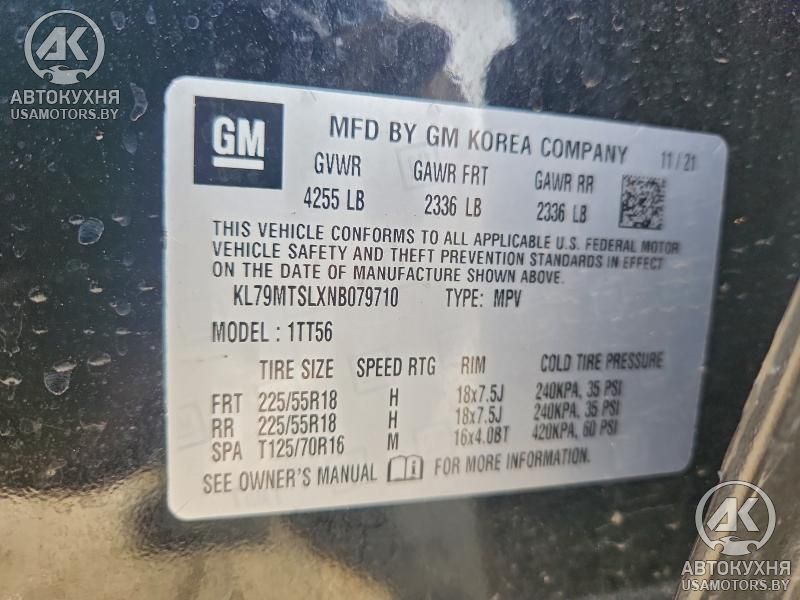 AK
АВТОКУХНЯ
USAMOTORS.BY
GM
MFD BY GM KOREA COMPANY 11/21
GVWR GAWR FRT GAWR RR
4255 LB 2336 LB 2336 LB
THIS VEHICLE CONFORMS TO ALL APPLICABLE U.S. FEDERAL MOTOR
VEHICLE SAFETY AND THEFT PREVENTION STANDARDS IN EFFECT
ON THE DATE OF MANUFACTURE SHOWN ABOVE.
KL79MTSLXNB079710 TYPE: MPV
MODEL : 1TT56
TIRE SIZE SPEED RTG RIM COLD TIRE PRESSURE
FRT 225/55R18 H 18x7.5J 240KPA, 35 PSI
RR 225/55R18 H 18x7.5J 240KPA, 35 PSI
SPA T125/70R16 M 16x4.0BT 420KPA, 60 PSI
SEE OWNER'S MANUAL FOR MORE INFORMATION.
AK
АВТОКУХНЯ
USAMOTORS.BY